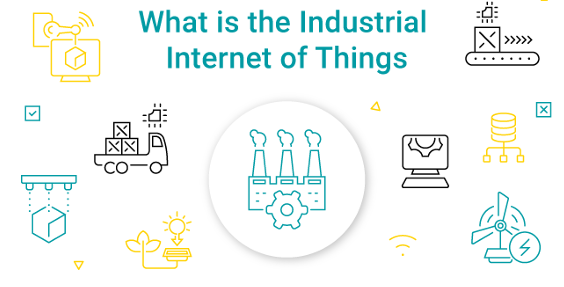 What is the Industrial
Internet of Things